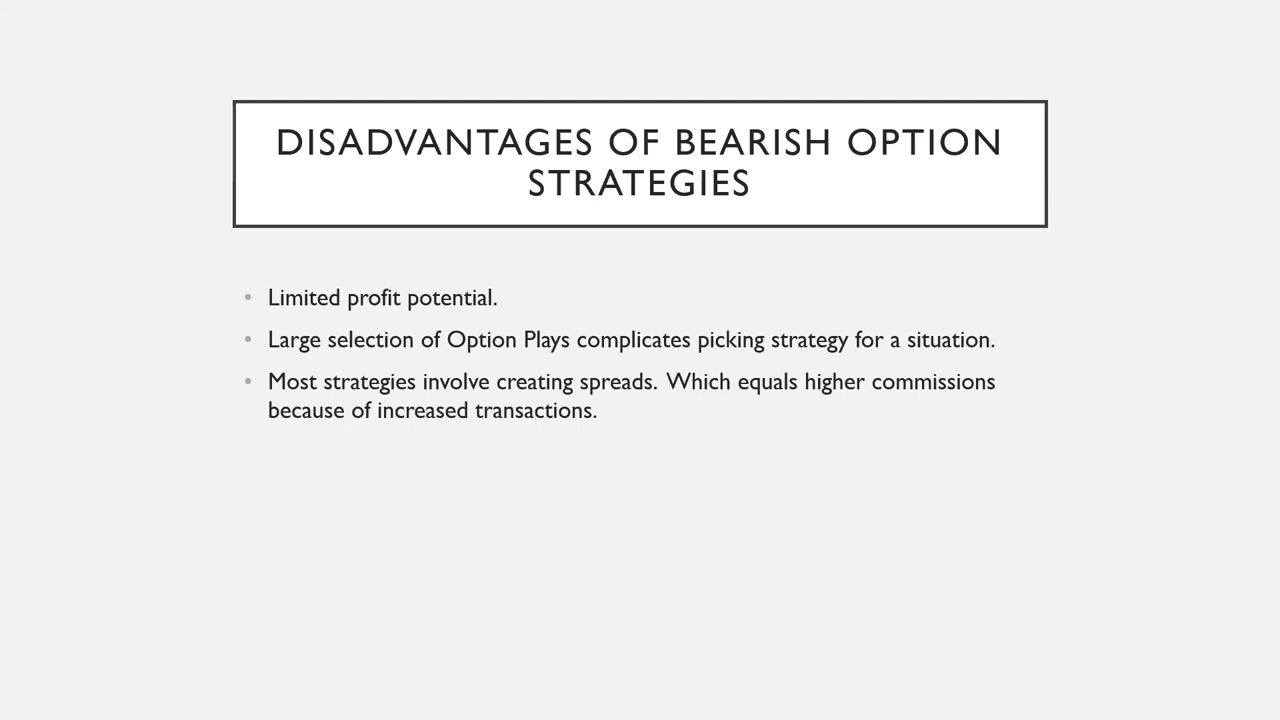 DISADVANTAGES OF BEARISH OPTION
STRATEGIES
• Limited profit potential.
• Large selection of Option Plays complicates picking strategy for a situation.
• Most strategies involve creating spreads. Which equals higher commissions
because of increased transactions.